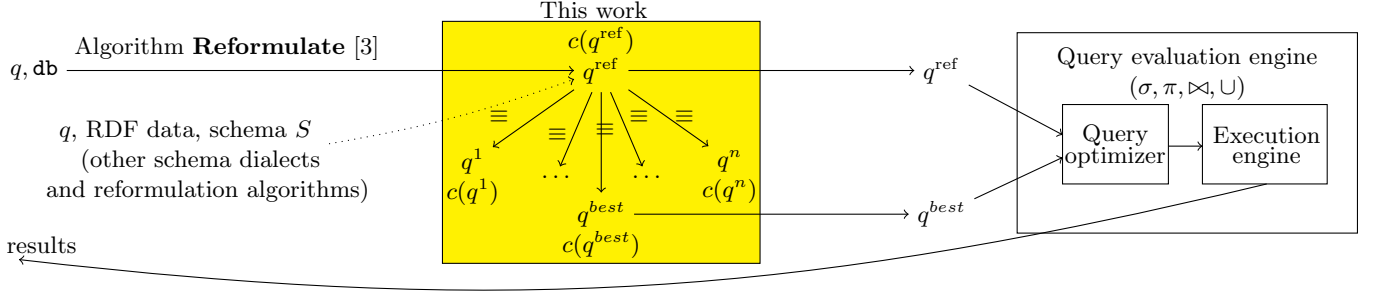 This work
Algorithm Reformulate [3]
q, db
c(q^ref)
q^ref
≡ ≡ ≡ ≡ ≡
q^1
c(q^1)
... ...
q^n
c(q^n)
q^best
c(q^best)
q, RDF data, schema S
(other schema dialects
and reformulation algorithms)
q^ref
q^best
Query evaluation engine
(σ, π, ⋈, ∪)
Query
optimizer
Execution
engine
results